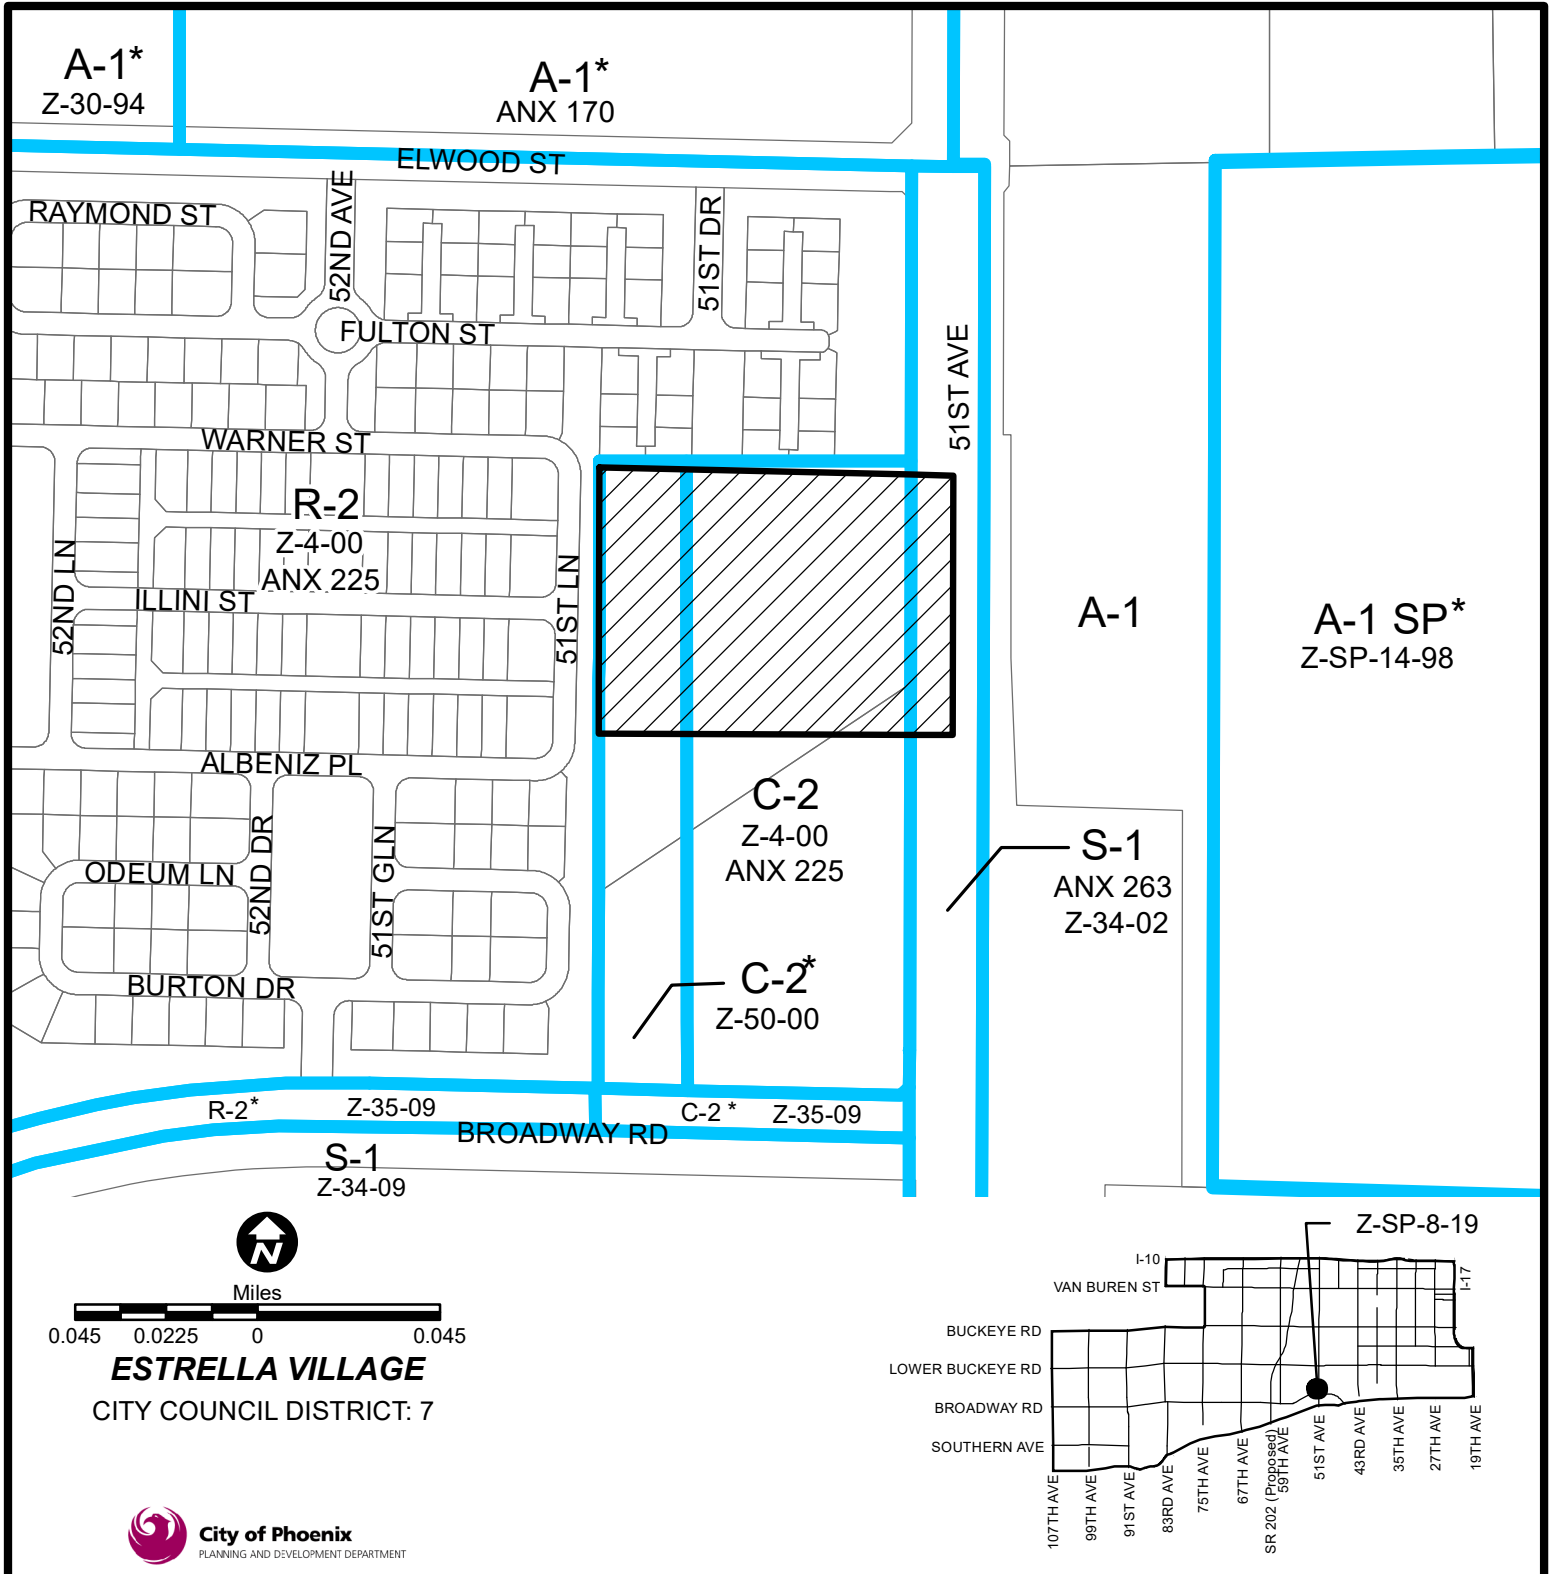 A-1*
Z-30-94
A-1*
ANX 170
ELWOOD ST
RAYMOND ST
52ND AVE
51ST DR
FULTON ST
51ST AVE
WARNER ST
R-2
Z-4-00
ANX 225
52ND LN
ILLINI ST
51ST LN
A-1
A-1 SP*
Z-SP-14-98
ALBENIZ PL
C-2
Z-4-00
ANX 225
52ND DR
51ST GLN
ODEUM LN
S-1
ANX 263
Z-34-02
C-2*
Z-50-00
BURTON DR
R-2*
Z-35-09
C-2 *
Z-35-09
BROADWAY RD
S-1
Z-34-09
N
Miles
0.045 0.0225 0 0.045
ESTRELLA VILLAGE
CITY COUNCIL DISTRICT: 7
City of Phoenix
PLANNING AND DEVELOPMENT DEPARTMENT
Z-SP-8-19
I-10
I-17
VAN BUREN ST
BUCKEYE RD
LOWER BUCKEYE RD
BROADWAY RD
SOUTHERN AVE
107TH AVE
99TH AVE
91ST AVE
83RD AVE
75TH AVE
67TH AVE
SR 202 (Proposed)
59TH AVE
51ST AVE
43RD AVE
35TH AVE
27TH AVE
19TH AVE